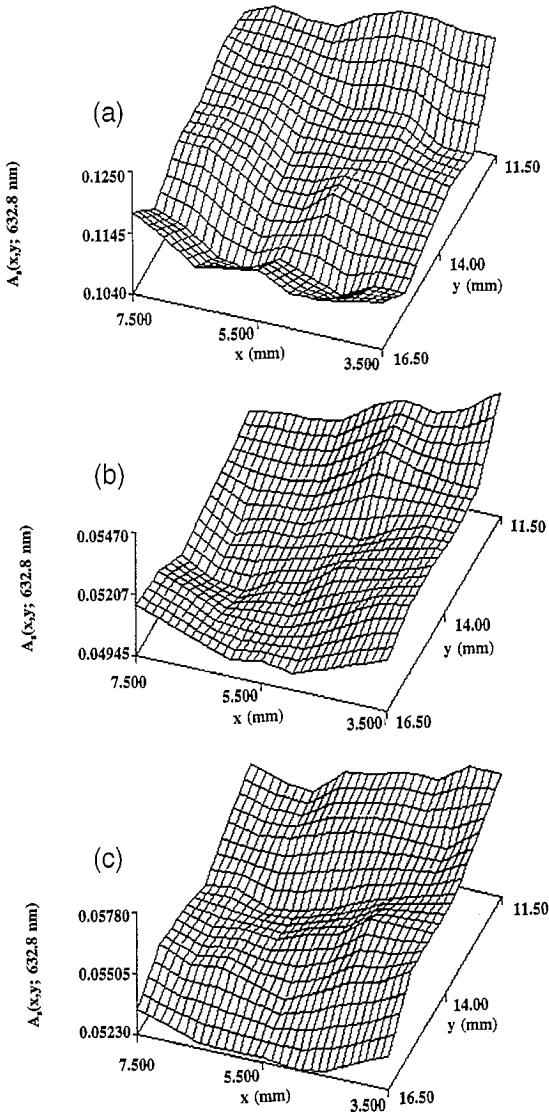 (a)
A_s(x,y; 632.8 nm)
0.1250
0.1145
0.1040
7.500
5.500
3.500
x (mm)
11.50
14.00
16.50
y (mm)
(b)
A_s(x,y; 632.8 nm)
0.05470
0.05207
0.04945
7.500
5.500
3.500
x (mm)
11.50
14.00
16.50
y (mm)
(c)
A_s(x,y; 632.8 nm)
0.05780
0.05505
0.05230
7.500
5.500
3.500
x (mm)
11.50
14.00
16.50
y (mm)